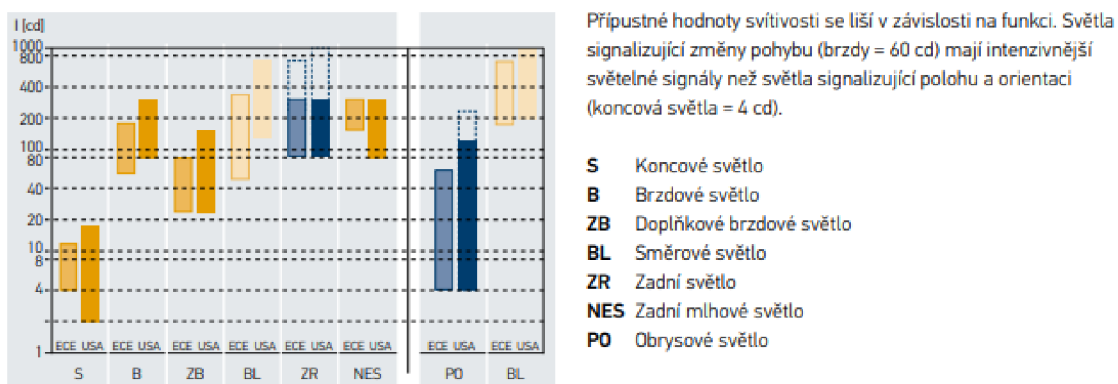 I [cd]
1000
800
400
200
100
80
40
20
10
8
4
1
ECE USA ECE USA ECE USA ECE USA ECE USA ECE USA ECE USA ECE USA
S B ZB BL ZR NES PO BL
Přípustné hodnoty svítivosti se liší v závislosti na funkci. Světla
signalizující změny pohybu (brzdy = 60 cd) mají intenzivnější
světelné signály než světla signalizující polohu a orientaci
(koncová světla = 4 cd).
S Koncové světlo
B Brzdové světlo
ZB Doplňkové brzdové světlo
BL Směrové světlo
ZR Zadní světlo
NES Zadní mlhové světlo
PO Obrysové světlo